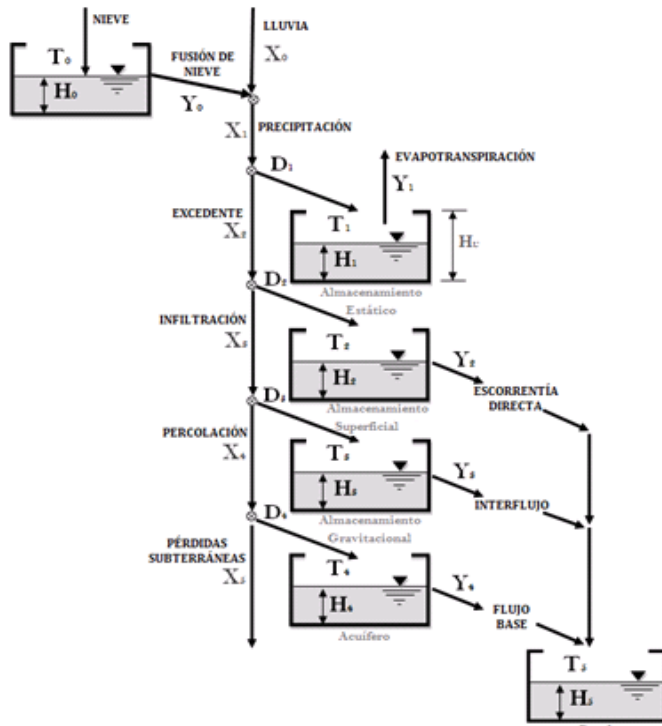 NIEVE
T₀
H₀
FUSIÓN DE
NIEVE
Y₀
LLUVIA
X₀
X₁
PRECIPITACIÓN
D₁
EVAPOTRANSPIRACIÓN
Y₁
EXCEDENTE
X₂
T₁
H₁
Hᵤ
Almacenamiento
Estático
D₂
INFILTRACIÓN
X₃
T₂
H₂
Y₂
ESCORRENTÍA
DIRECTA
Almacenamiento
Superficial
D₃
PERCOLACIÓN
X₄
T₃
H₃
Y₃
INTERFLUJO
Almacenamiento
Gravitacional
D₄
PÉRDIDAS
SUBTERRÁNEAS
X₅
T₄
H₄
Y₄
FLUJO
BASE
Acuífero
T₅
H₅